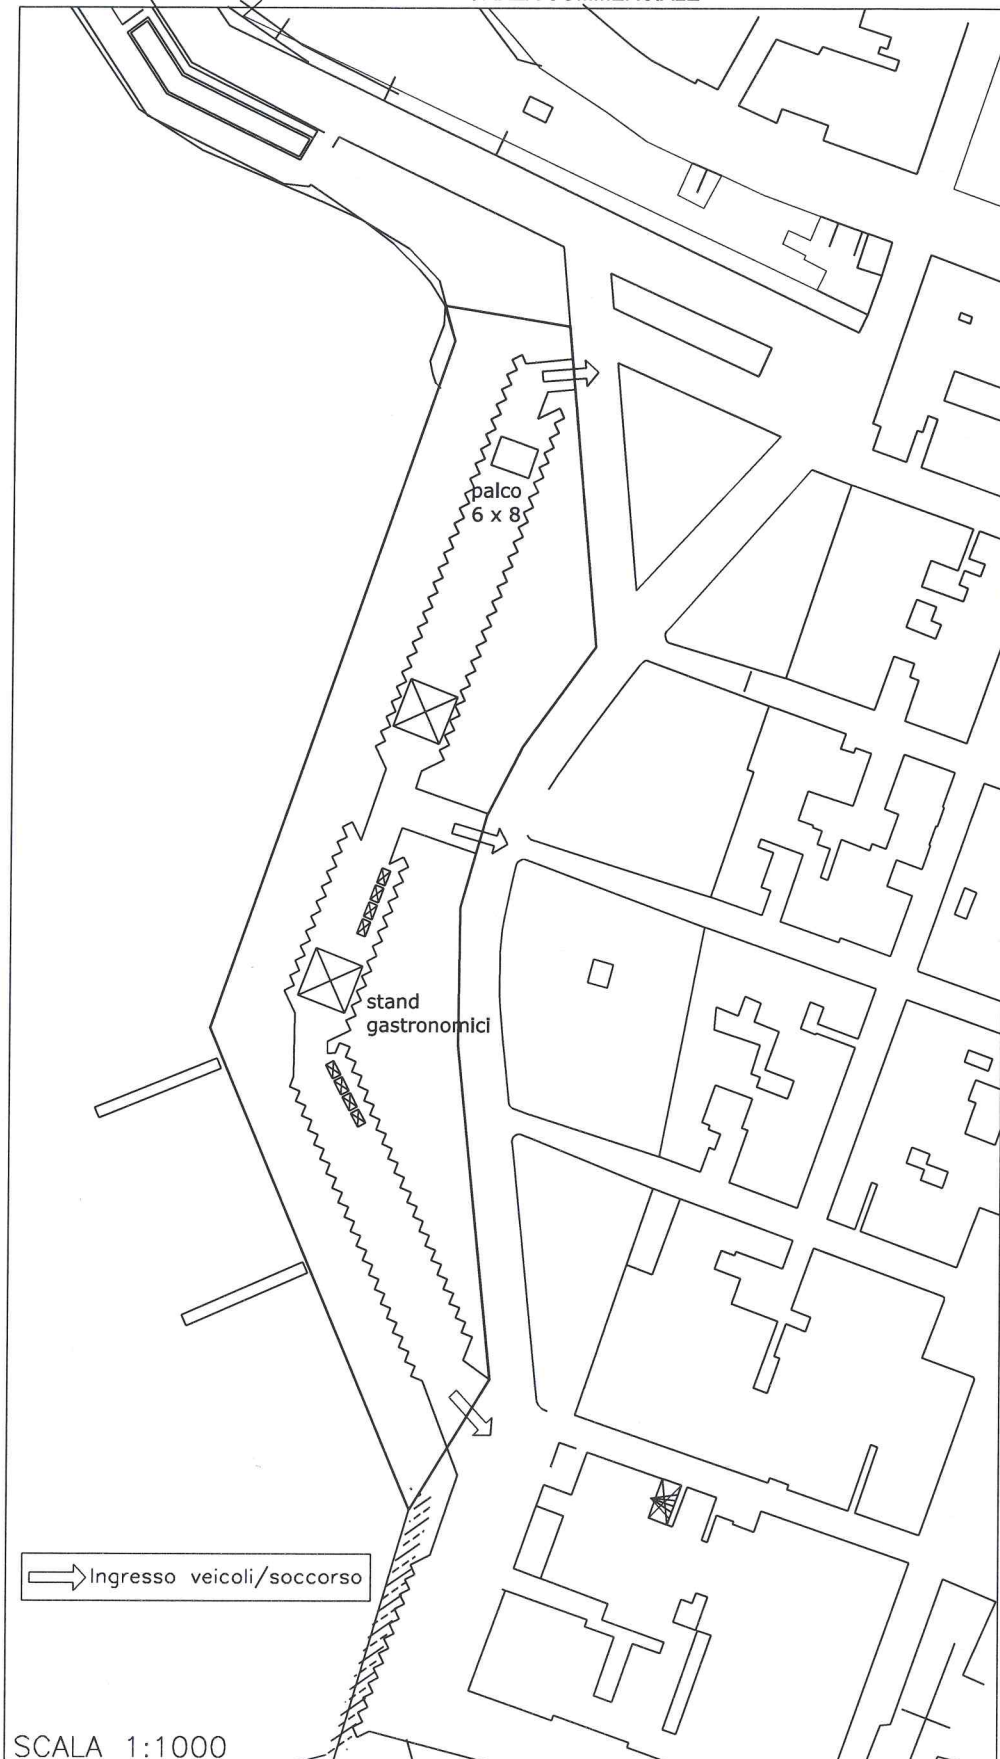 palco
6 x 8
stand
gastronomici
Ingresso veicoli/soccorso
SCALA 1:1000